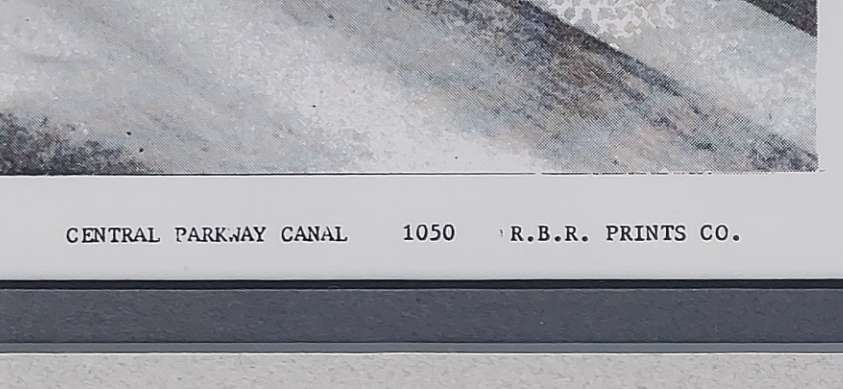 CENTRAL PARKWAY CANAL 1050 R.B.R. PRINTS CO.